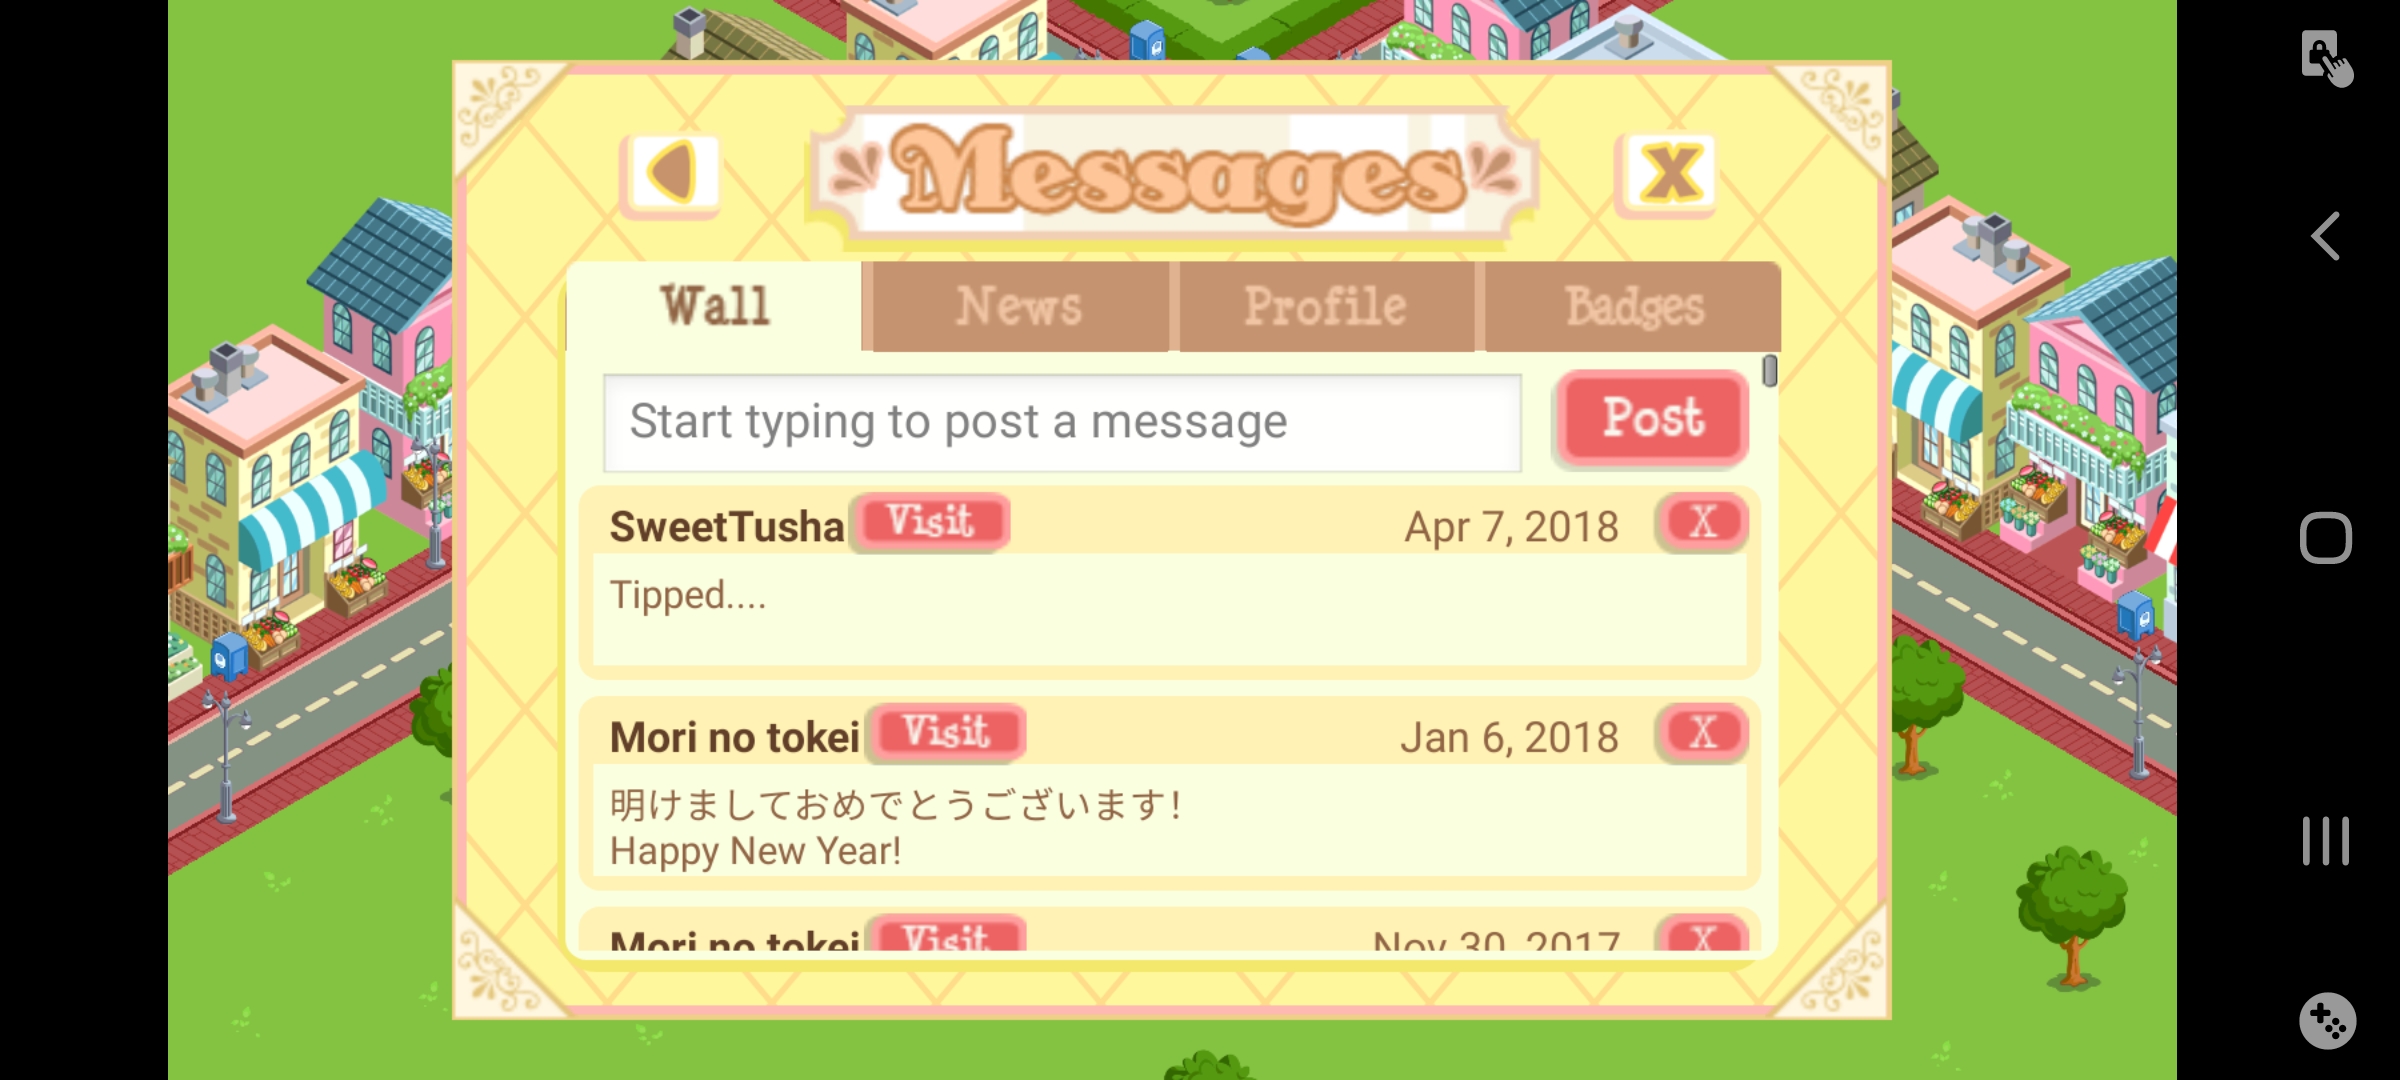 Messages
X
Wall
News
Profile
Badges
Start typing to post a message
Post
SweetTusha
Visit
Apr 7, 2018
X
Tipped....
Mori no tokei
Visit
Jan 6, 2018
X
明けましておめでとうございます!
Happy New Year!
Mori no tokei
Visit
Nov 30, 2017
X